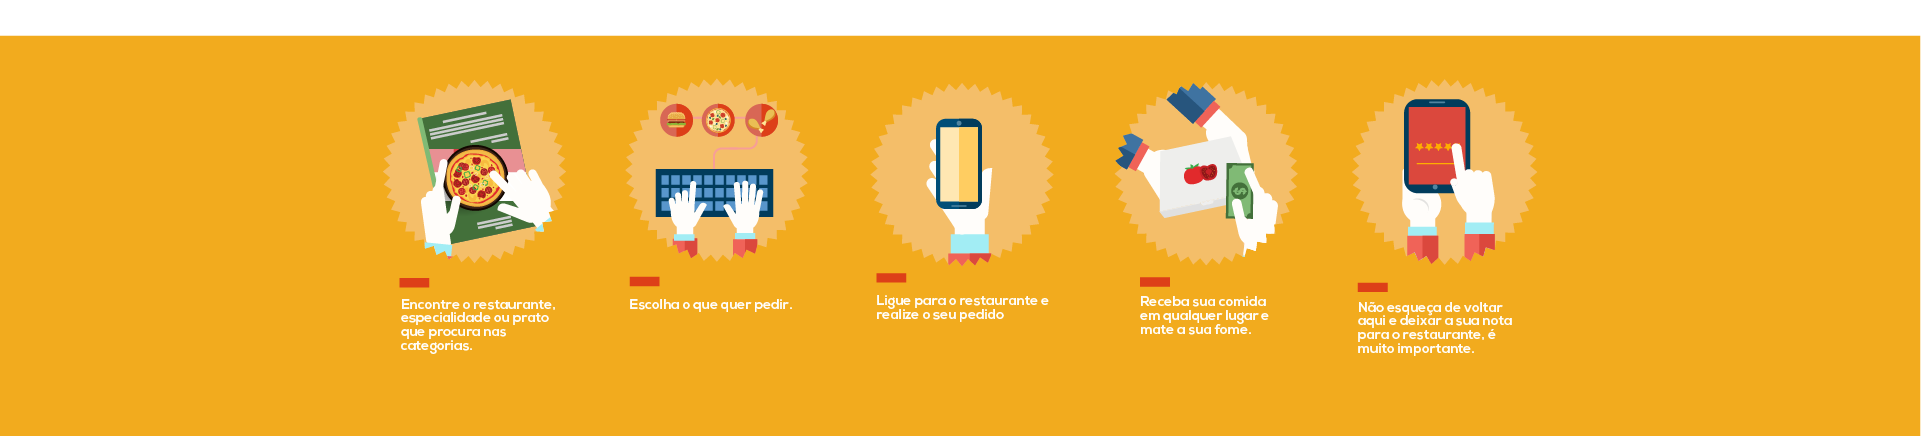 Encontre o restaurante,
especialidade ou prato
que procura nas
categorias.
Escolha o que quer pedir.
Ligue para o restaurante e
realize o seu pedido
Receba sua comida
em qualquer lugar e
mate a sua fome.
Não esqueça de voltar
aqui e deixar a sua nota
para o restaurante, é
muito importante.